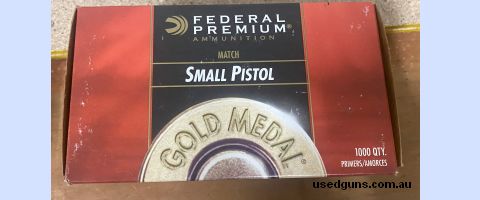 FEDERAL
PREMIUM®
AMMUNITION
MATCH
SMALL PISTOL
GOLD MEDAL®
1000 QTY.
PRIMERS/AMORCES
usedguns.com.au